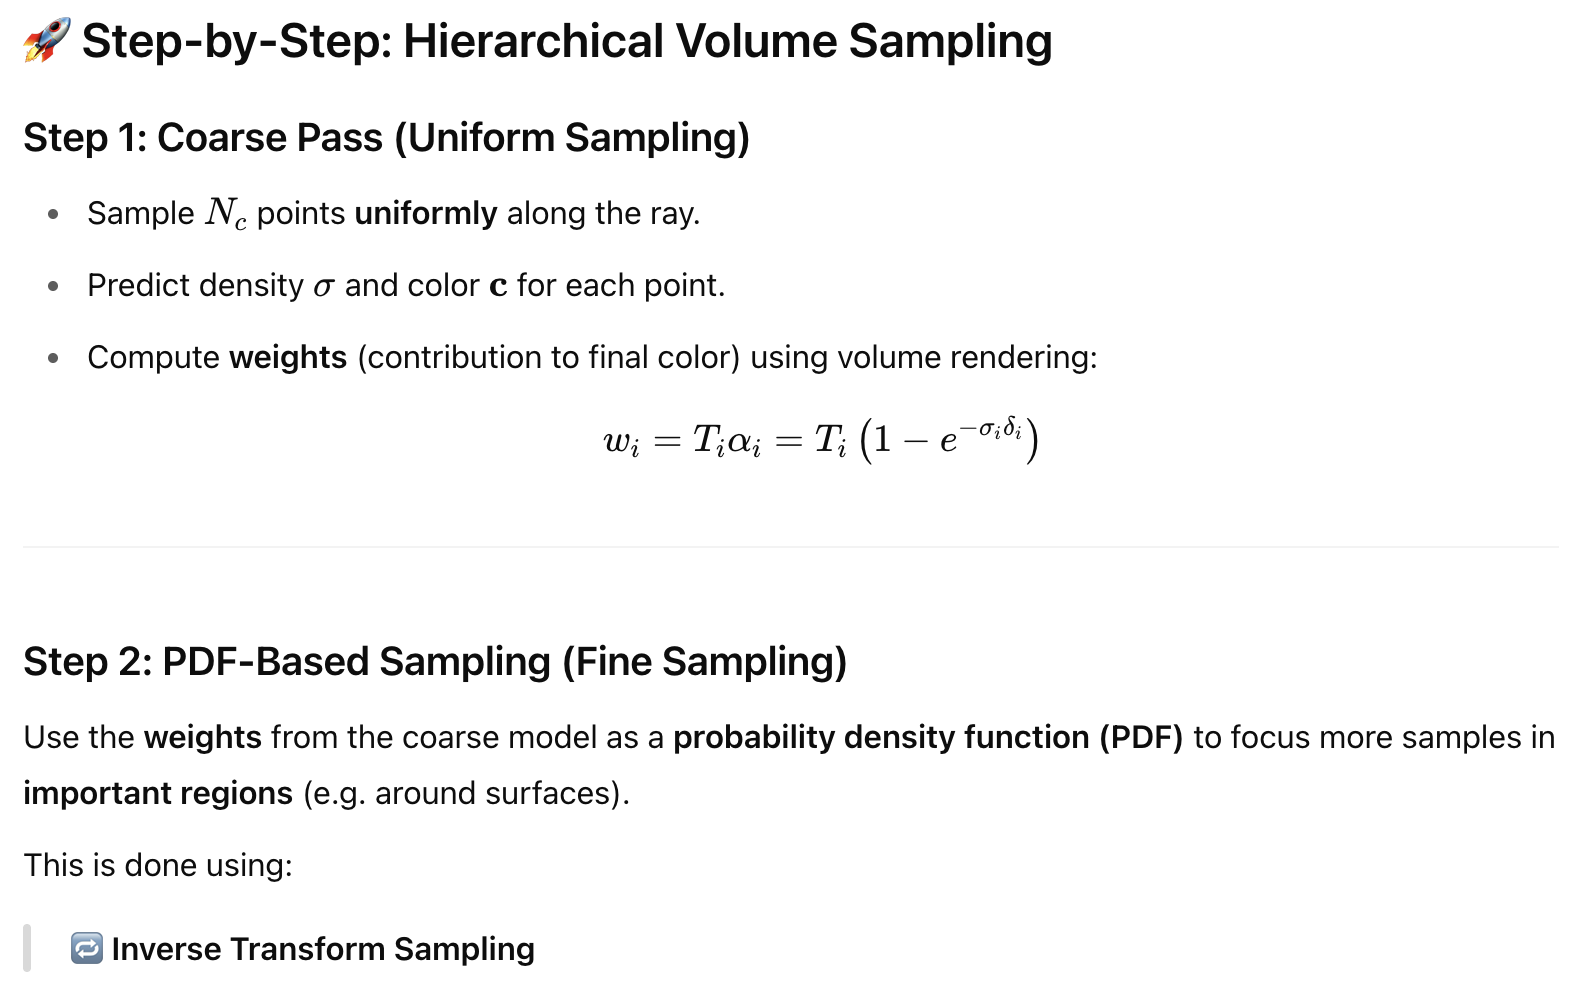 🚀 Step-by-Step: Hierarchical Volume Sampling
Step 1: Coarse Pass (Uniform Sampling)
• Sample $N_c$ points uniformly along the ray.
• Predict density $\sigma$ and color $\mathbf{c}$ for each point.
• Compute weights (contribution to final color) using volume rendering:
$w_i = T_i \alpha_i = T_i \left(1 - e^{-\sigma_i \delta_i}\right)$
Step 2: PDF-Based Sampling (Fine Sampling)
Use the weights from the coarse model as a probability density function (PDF) to focus more samples in
important regions (e.g. around surfaces).
This is done using:
🔁 Inverse Transform Sampling